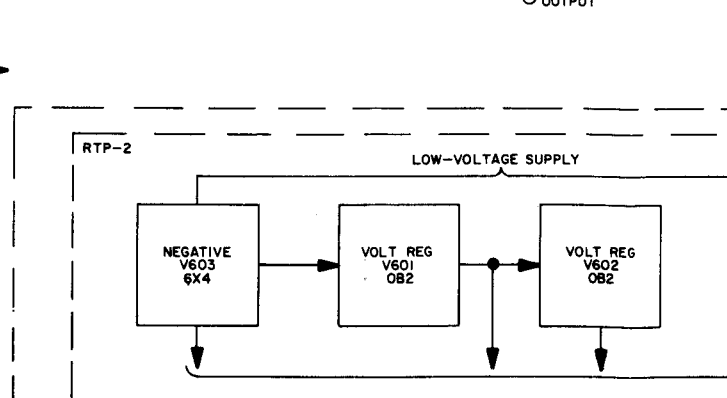 OUTPUT
RTP-2
LOW-VOLTAGE SUPPLY
NEGATIVE
V603
6X4
VOLT REG
V601
OB2
VOLT REG
V602
OB2